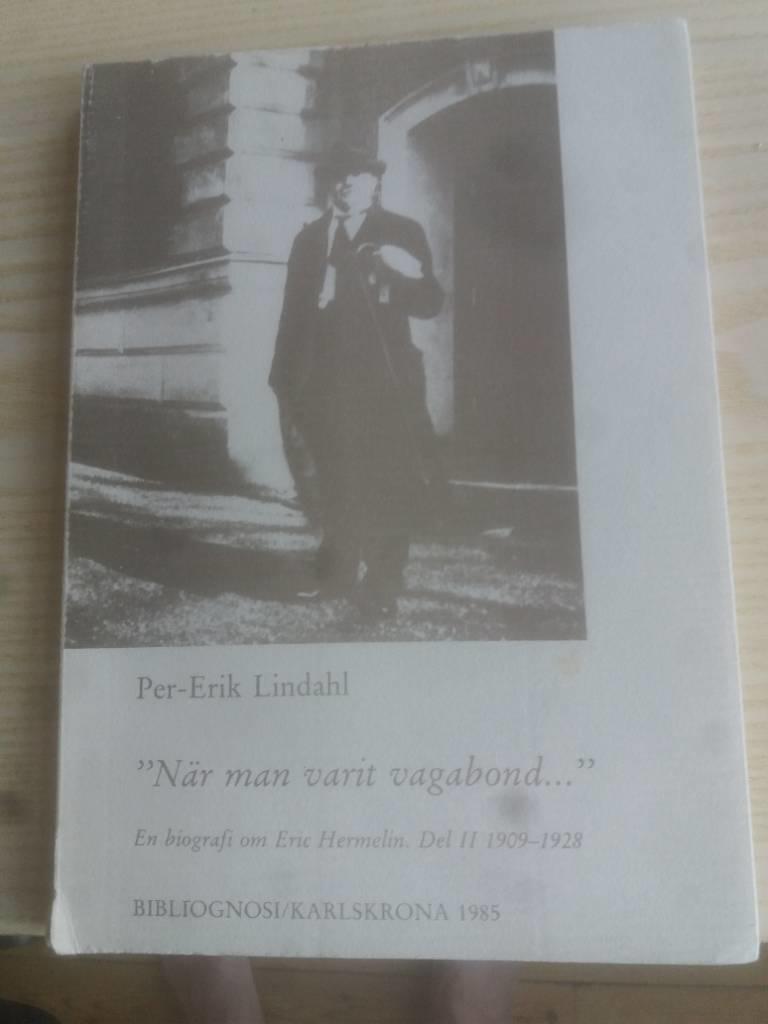 Per-Erik Lindahl
”När man varit vagabond...”
En biografi om Eric Hermelin. Del II 1909–1928
BIBLIOGNOSI/KARLSKRONA 1985